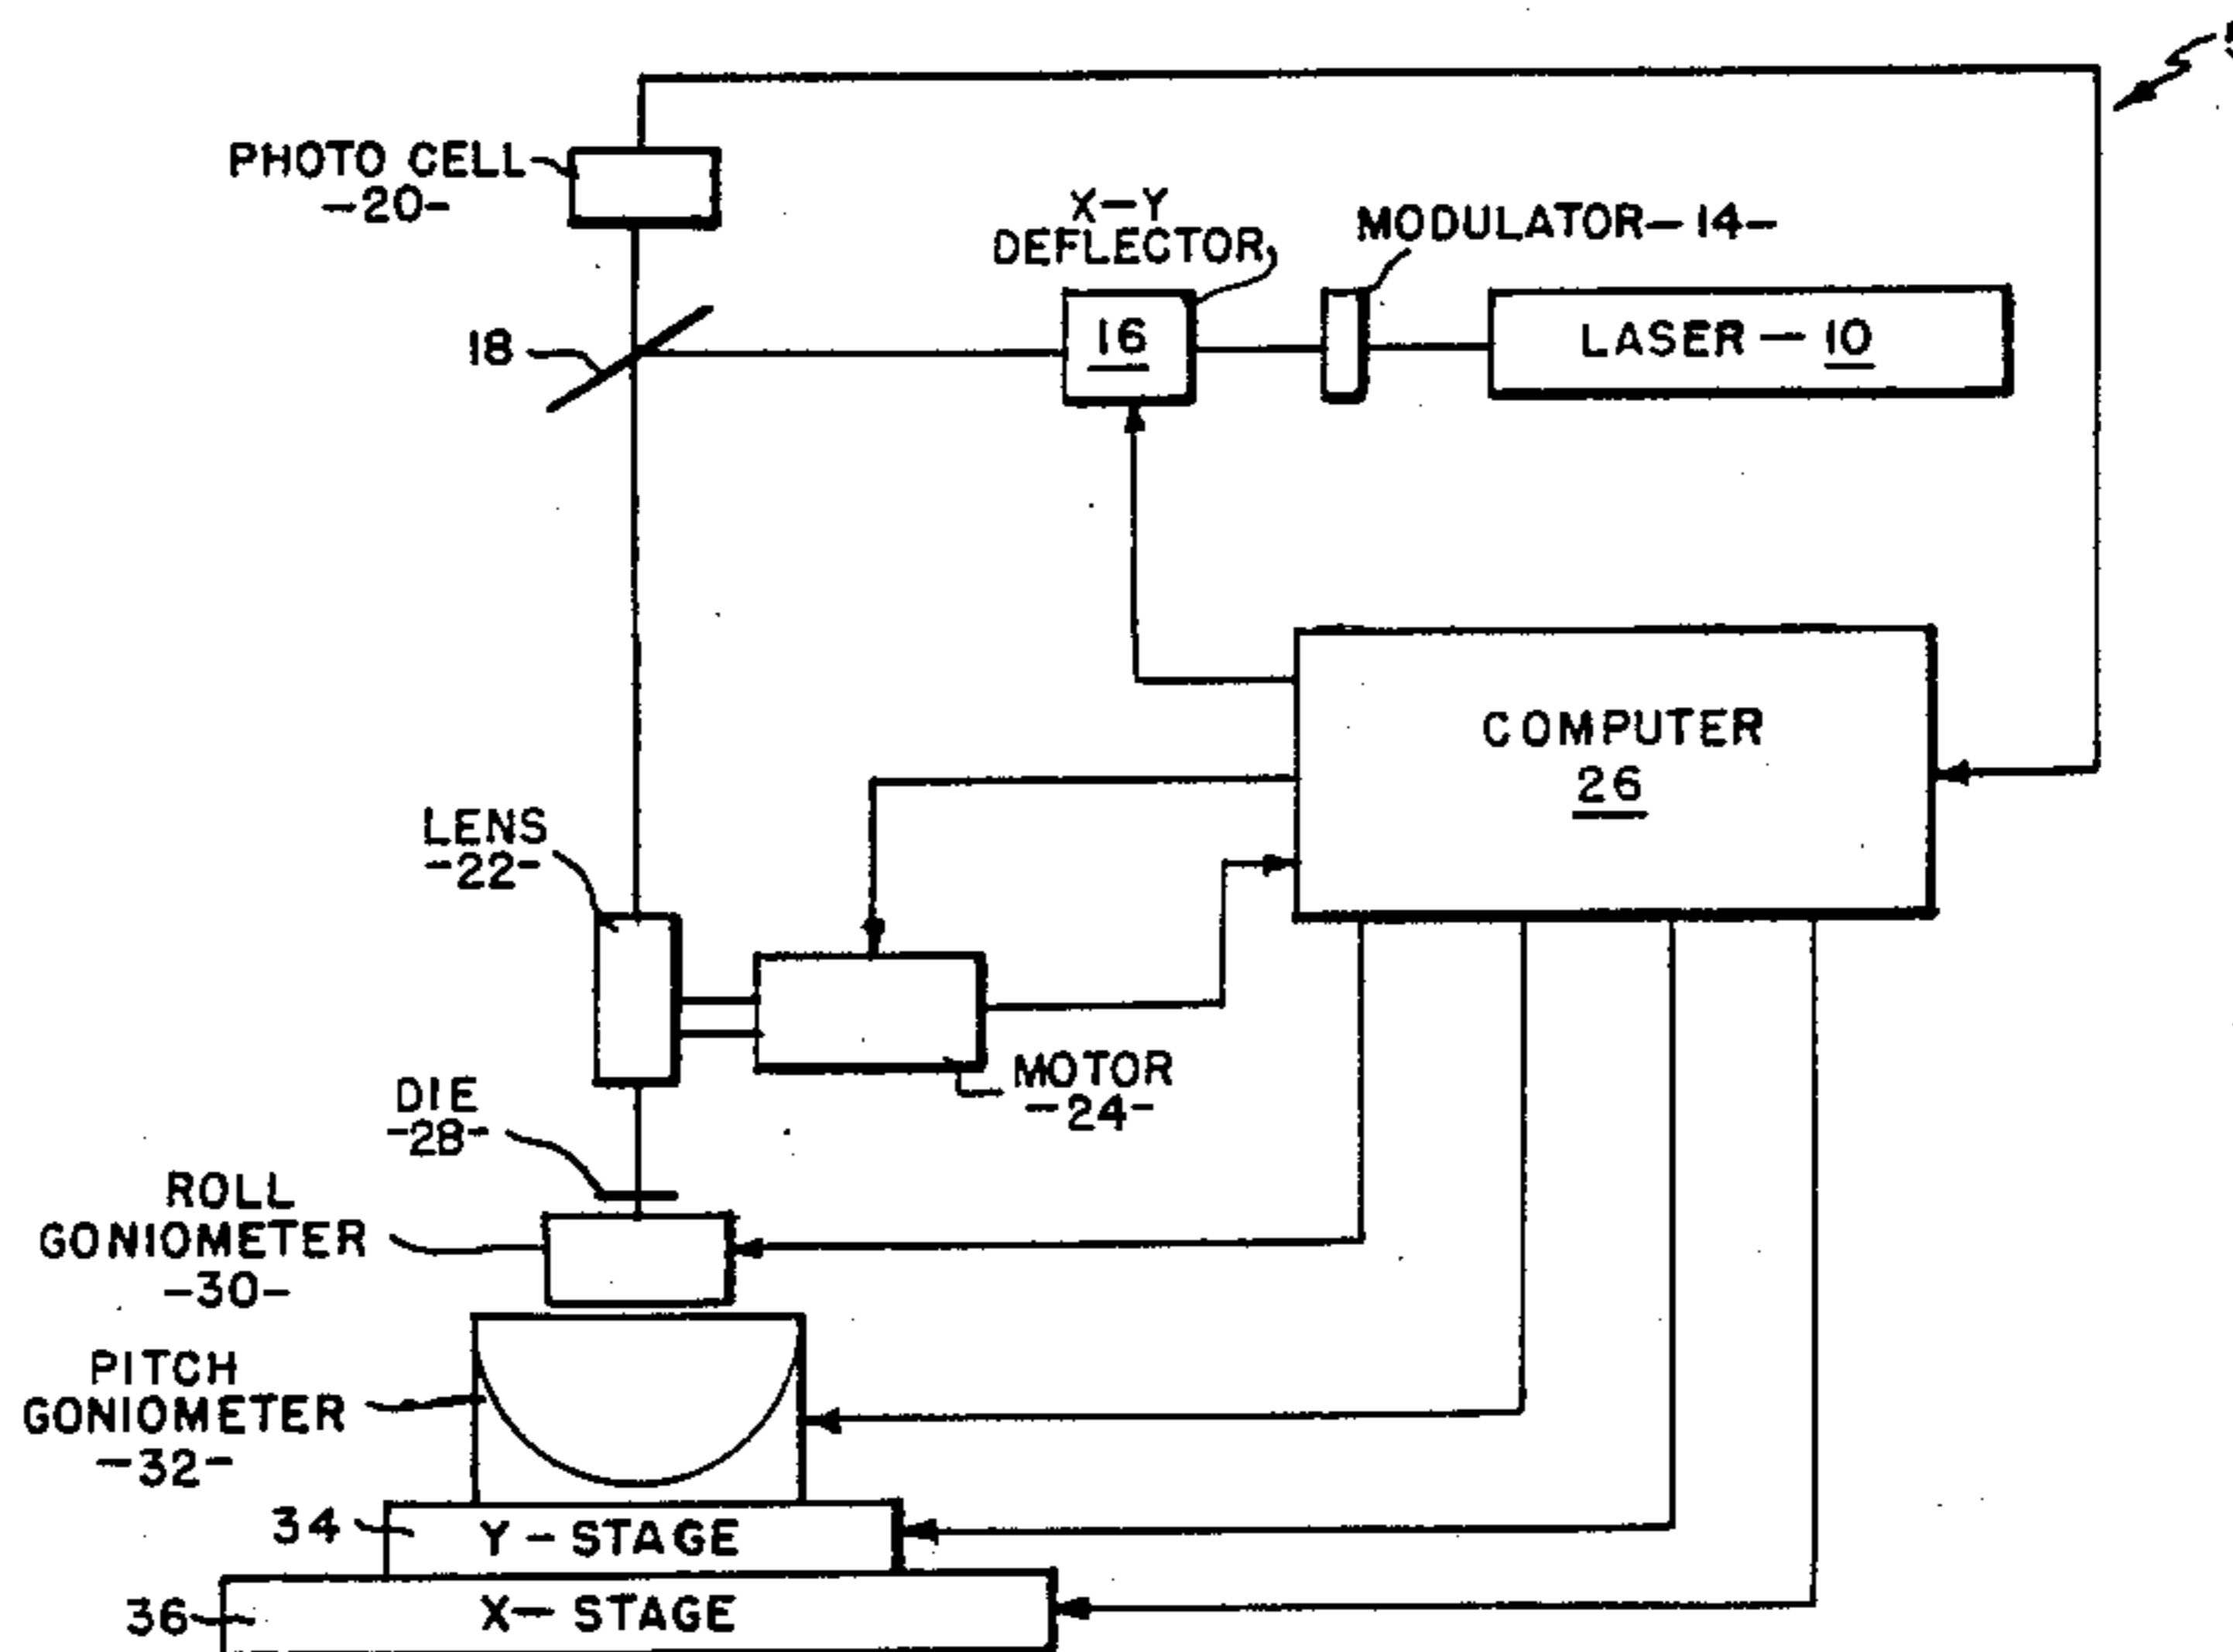 PHOTO CELL
-20-
X-Y
DEFLECTOR
MODULATOR-14-
18
16
LASER-10
COMPUTER
26
LENS
-22-
MOTOR
-24-
DIE
-28-
ROLL
GONIOMETER
-30-
PITCH
GONIOMETER
-32-
34
Y-STAGE
36
X-STAGE